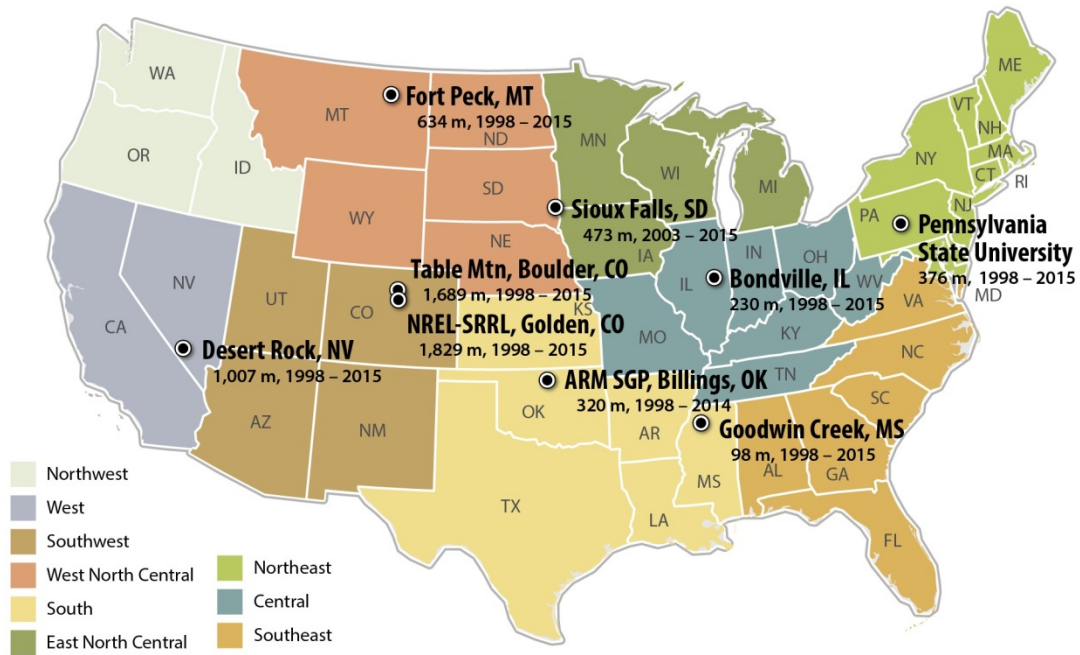 WA
OR
ID
MT
Fort Peck, MT
634 m, 1998 – 2015
ND
MN
WI
MI
ME
VT
NH
NY
MA
CT
RI
SD
WY
Sioux Falls, SD
473 m, 2003 – 2015
NE
IA
PA
NJ
Pennsylvania
State University
376 m, 1998 – 2015
MD
IN
OH
IL
WV
VA
Bondville, IL
230 m, 1998 – 2015
NV
UT
CA
CO
Table Mtn, Boulder, CO
1,689 m, 1998 – 2015
KS
NREL-SRRL, Golden, CO
1,829 m, 1998 – 2015
MO
KY
Desert Rock, NV
1,007 m, 1998 – 2015
ARM SGP, Billings, OK
320 m, 1998 – 2014
TN
NC
SC
AZ
NM
OK
AR
Goodwin Creek, MS
98 m, 1998 – 2015
MS
AL
GA
TX
LA
FL
Northwest
West
Southwest
West North Central
South
East North Central
Northeast
Central
Southeast